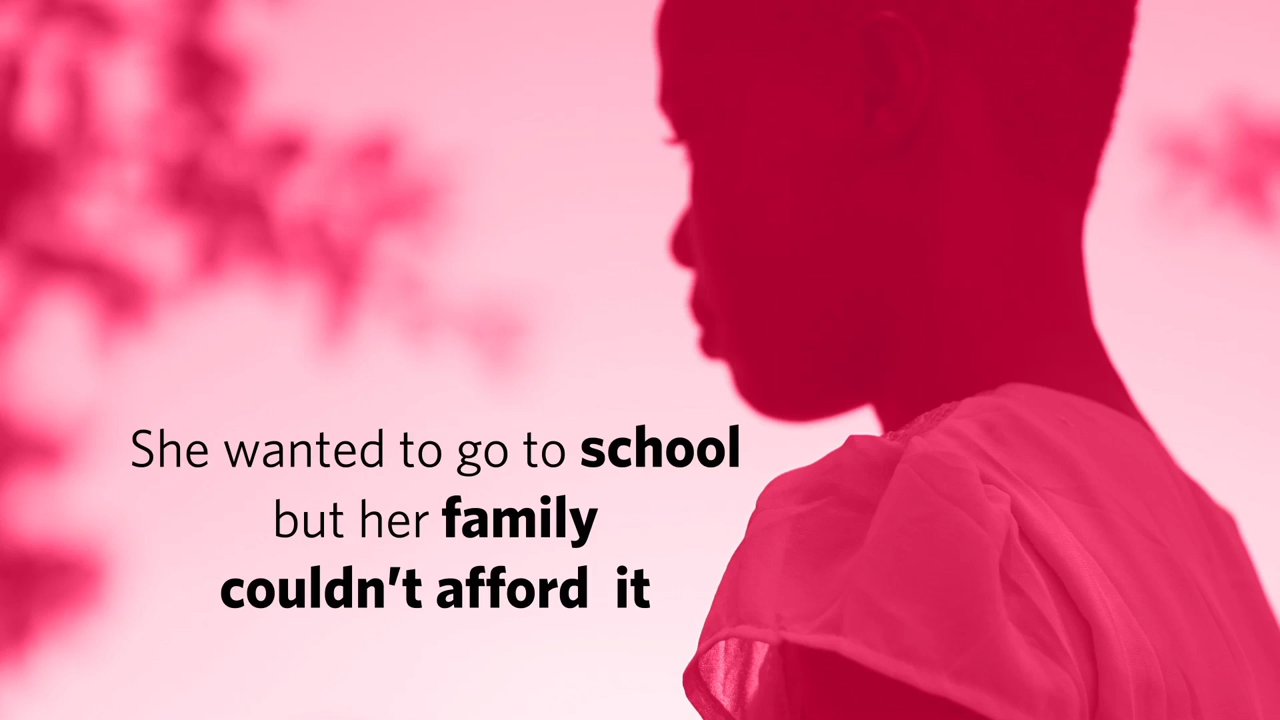 She wanted to go to school
but her family
couldn’t afford  it